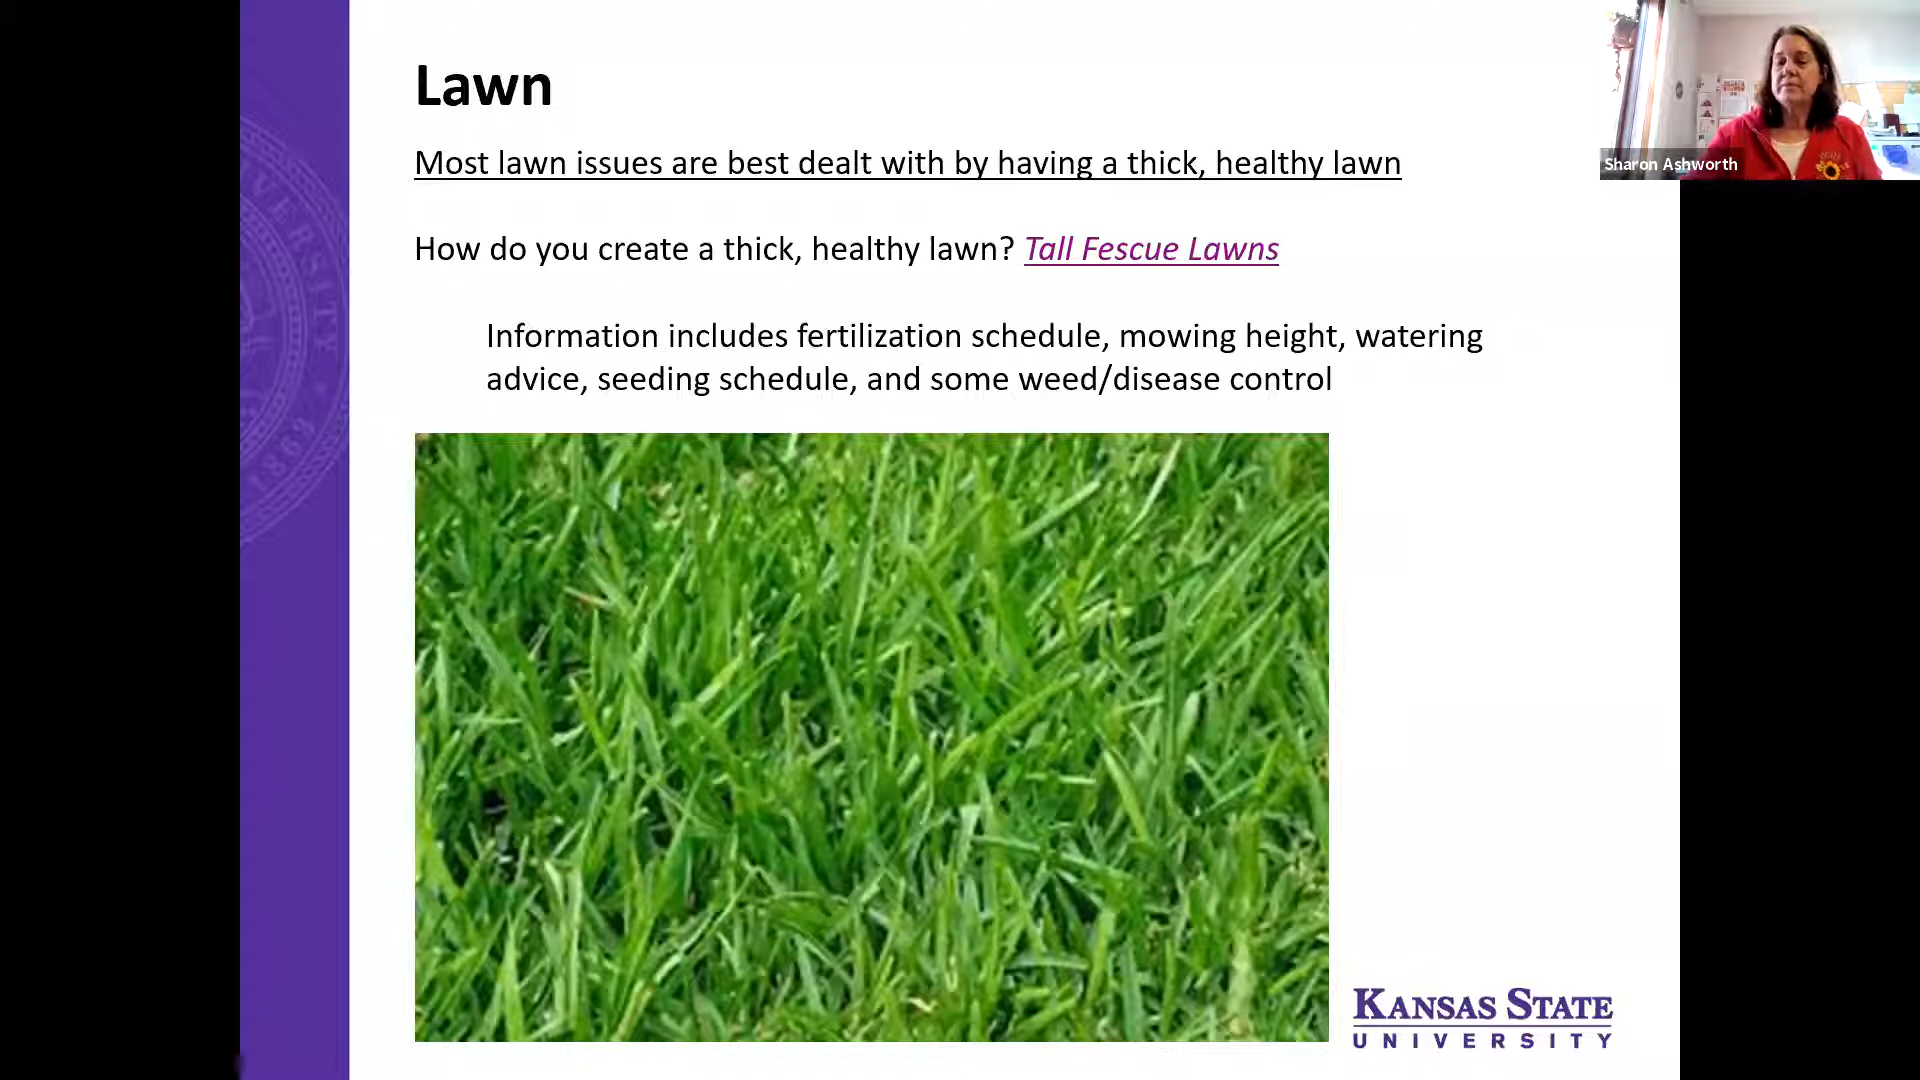 Lawn
Most lawn issues are best dealt with by having a thick, healthy lawn
How do you create a thick, healthy lawn? Tall Fescue Lawns
Information includes fertilization schedule, mowing height, watering
advice, seeding schedule, and some weed/disease control
Sharon Ashworth
VERSITY
1863
KANSAS STATE
UNIVERSITY